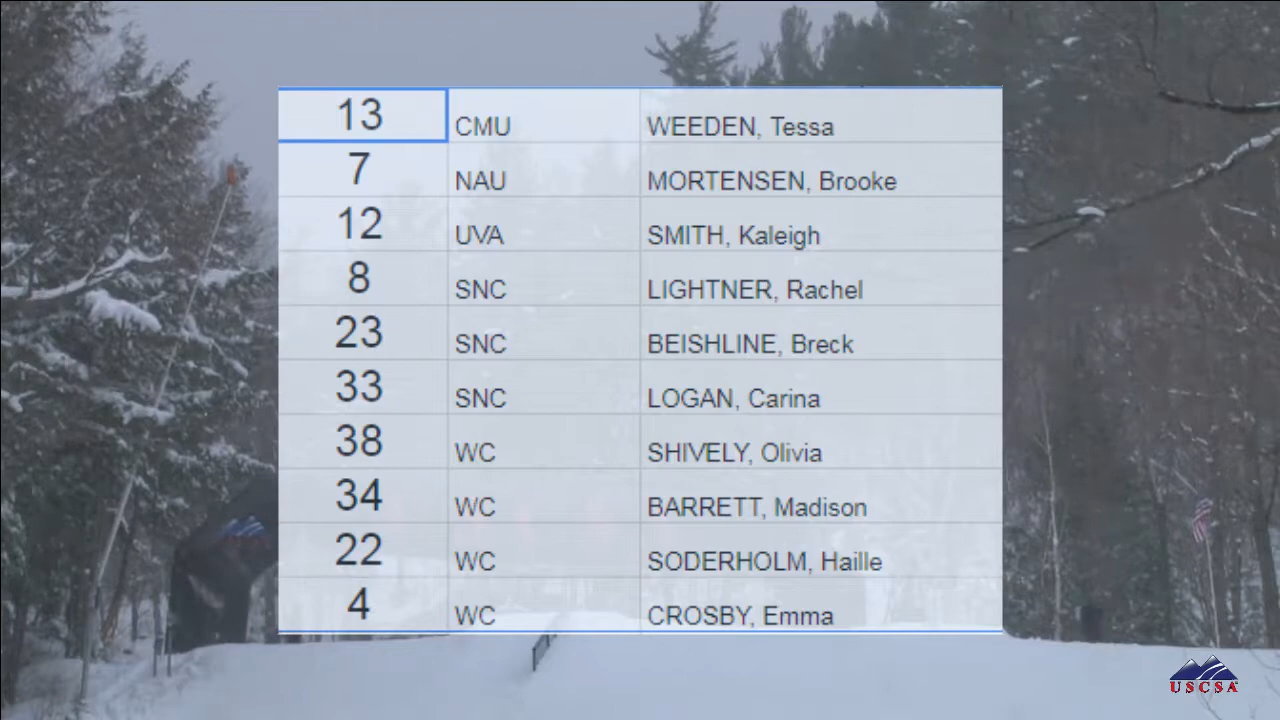 13 CMU WEEDEN, Tessa
7 NAU MORTENSEN, Brooke
12 UVA SMITH, Kaleigh
8 SNC LIGHTNER, Rachel
23 SNC BEISHLINE, Breck
33 SNC LOGAN, Carina
38 WC SHIVELY, Olivia
34 WC BARRETT, Madison
22 WC SODERHOLM, Haille
4 WC CROSBY, Emma
USCSA